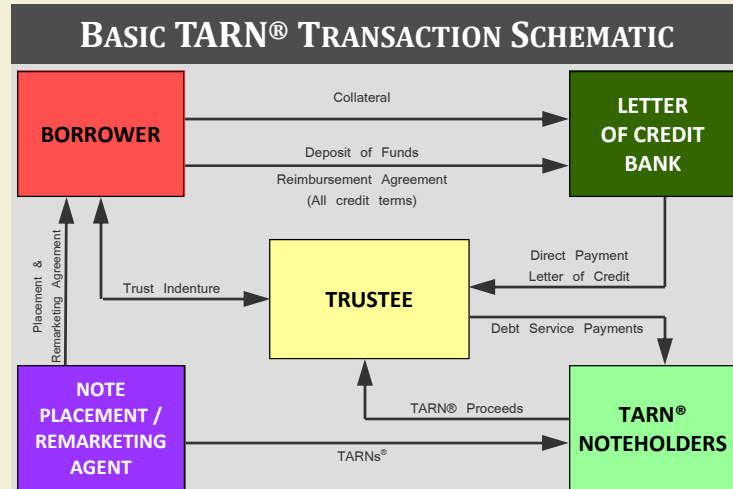 BASIC TARN® TRANSACTION SCHEMATIC
BORROWER
Collateral
Deposit of Funds
Reimbursement Agreement
(All credit terms)
LETTER
OF CREDIT
BANK
Placement &
Remarketing Agreement
Trust Indenture
TRUSTEE
Direct Payment
Letter of Credit
Debt Service Payments
NOTE
PLACEMENT /
REMARKETING
AGENT
TARN® Proceeds
TARNs®
TARN®
NOTEHOLDERS